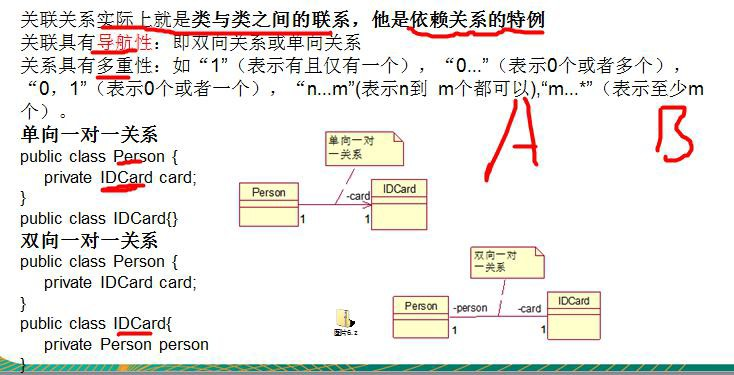 关联关系实际上就是类与类之间的联系，他是依赖关系的特例
关联具有导航性：即双向关系或单向关系
关系具有多重性：如“1”（表示有且仅有一个），“0...”（表示0个或者多个），
“0，1”（表示0个或者一个），“n...m”(表示n到 m个都可以),“m...*”（表示至少m
个）。
A
B
单向一对一关系
public class Person {
private IDCard card;
}
public class IDCard{}
单向一对
一关系
Person
-card
IDCard
1
1
双向一对一关系
public class Person {
private IDCard card;
}
public class IDCard{
private Person person
}
双向一对
一关系
Person
-person
-card
IDCard
1
1